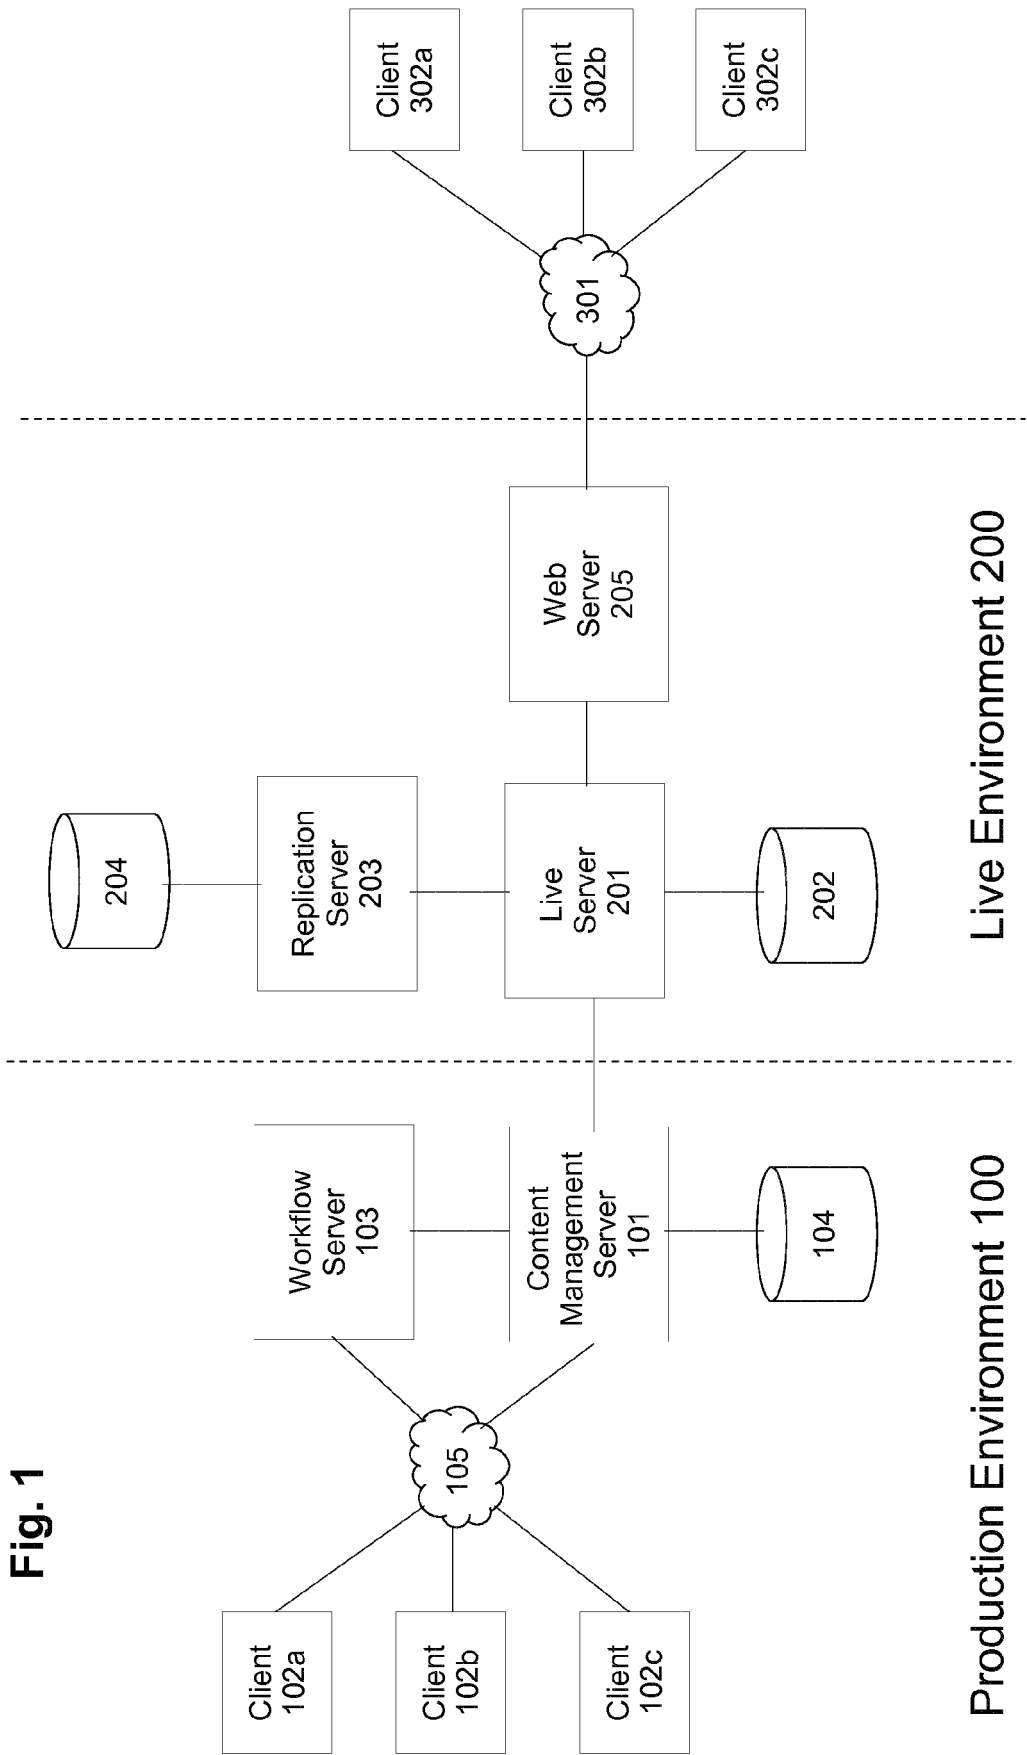 Fig. 1
Client
102a
Client
102b
Client
102c
105
Workflow
Server
103
Content
Management
Server
101
104
Production Environment 100
204
Replication
Server
203
Live
Server
201
202
Web
Server
205
Live Environment 200
301
Client
302a
Client
302b
Client
302c